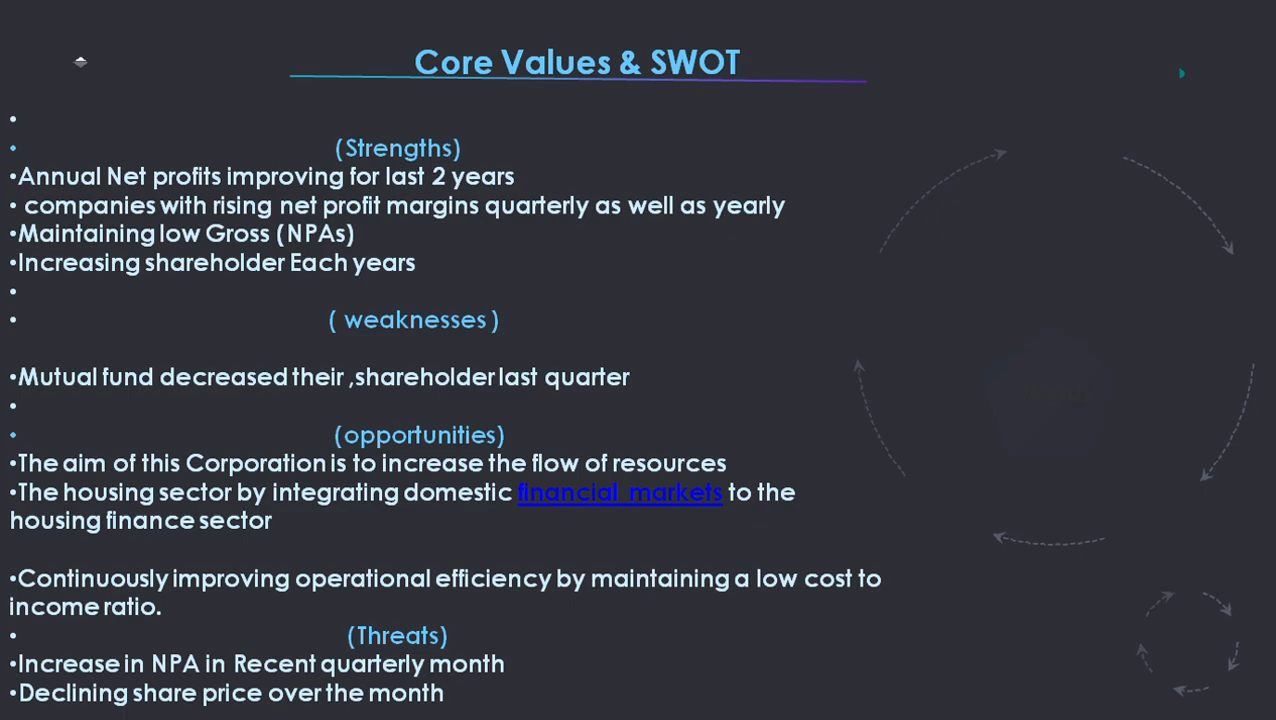 Core Values & SWOT
•
• (Strengths)
•Annual Net profits improving for last 2 years
• companies with rising net profit margins quarterly as well as yearly
•Maintaining low Gross (NPAs)
•Increasing shareholder Each years
•
• ( weaknesses )
•Mutual fund decreased their ,shareholder last quarter
•
• (opportunities)
•The aim of this Corporation is to increase the flow of resources
•The housing sector by integrating domestic financial markets to the
housing finance sector
•Continuously improving operational efficiency by maintaining a low cost to
income ratio.
• (Threats)
•Increase in NPA in Recent quarterly month
•Declining share price over the month